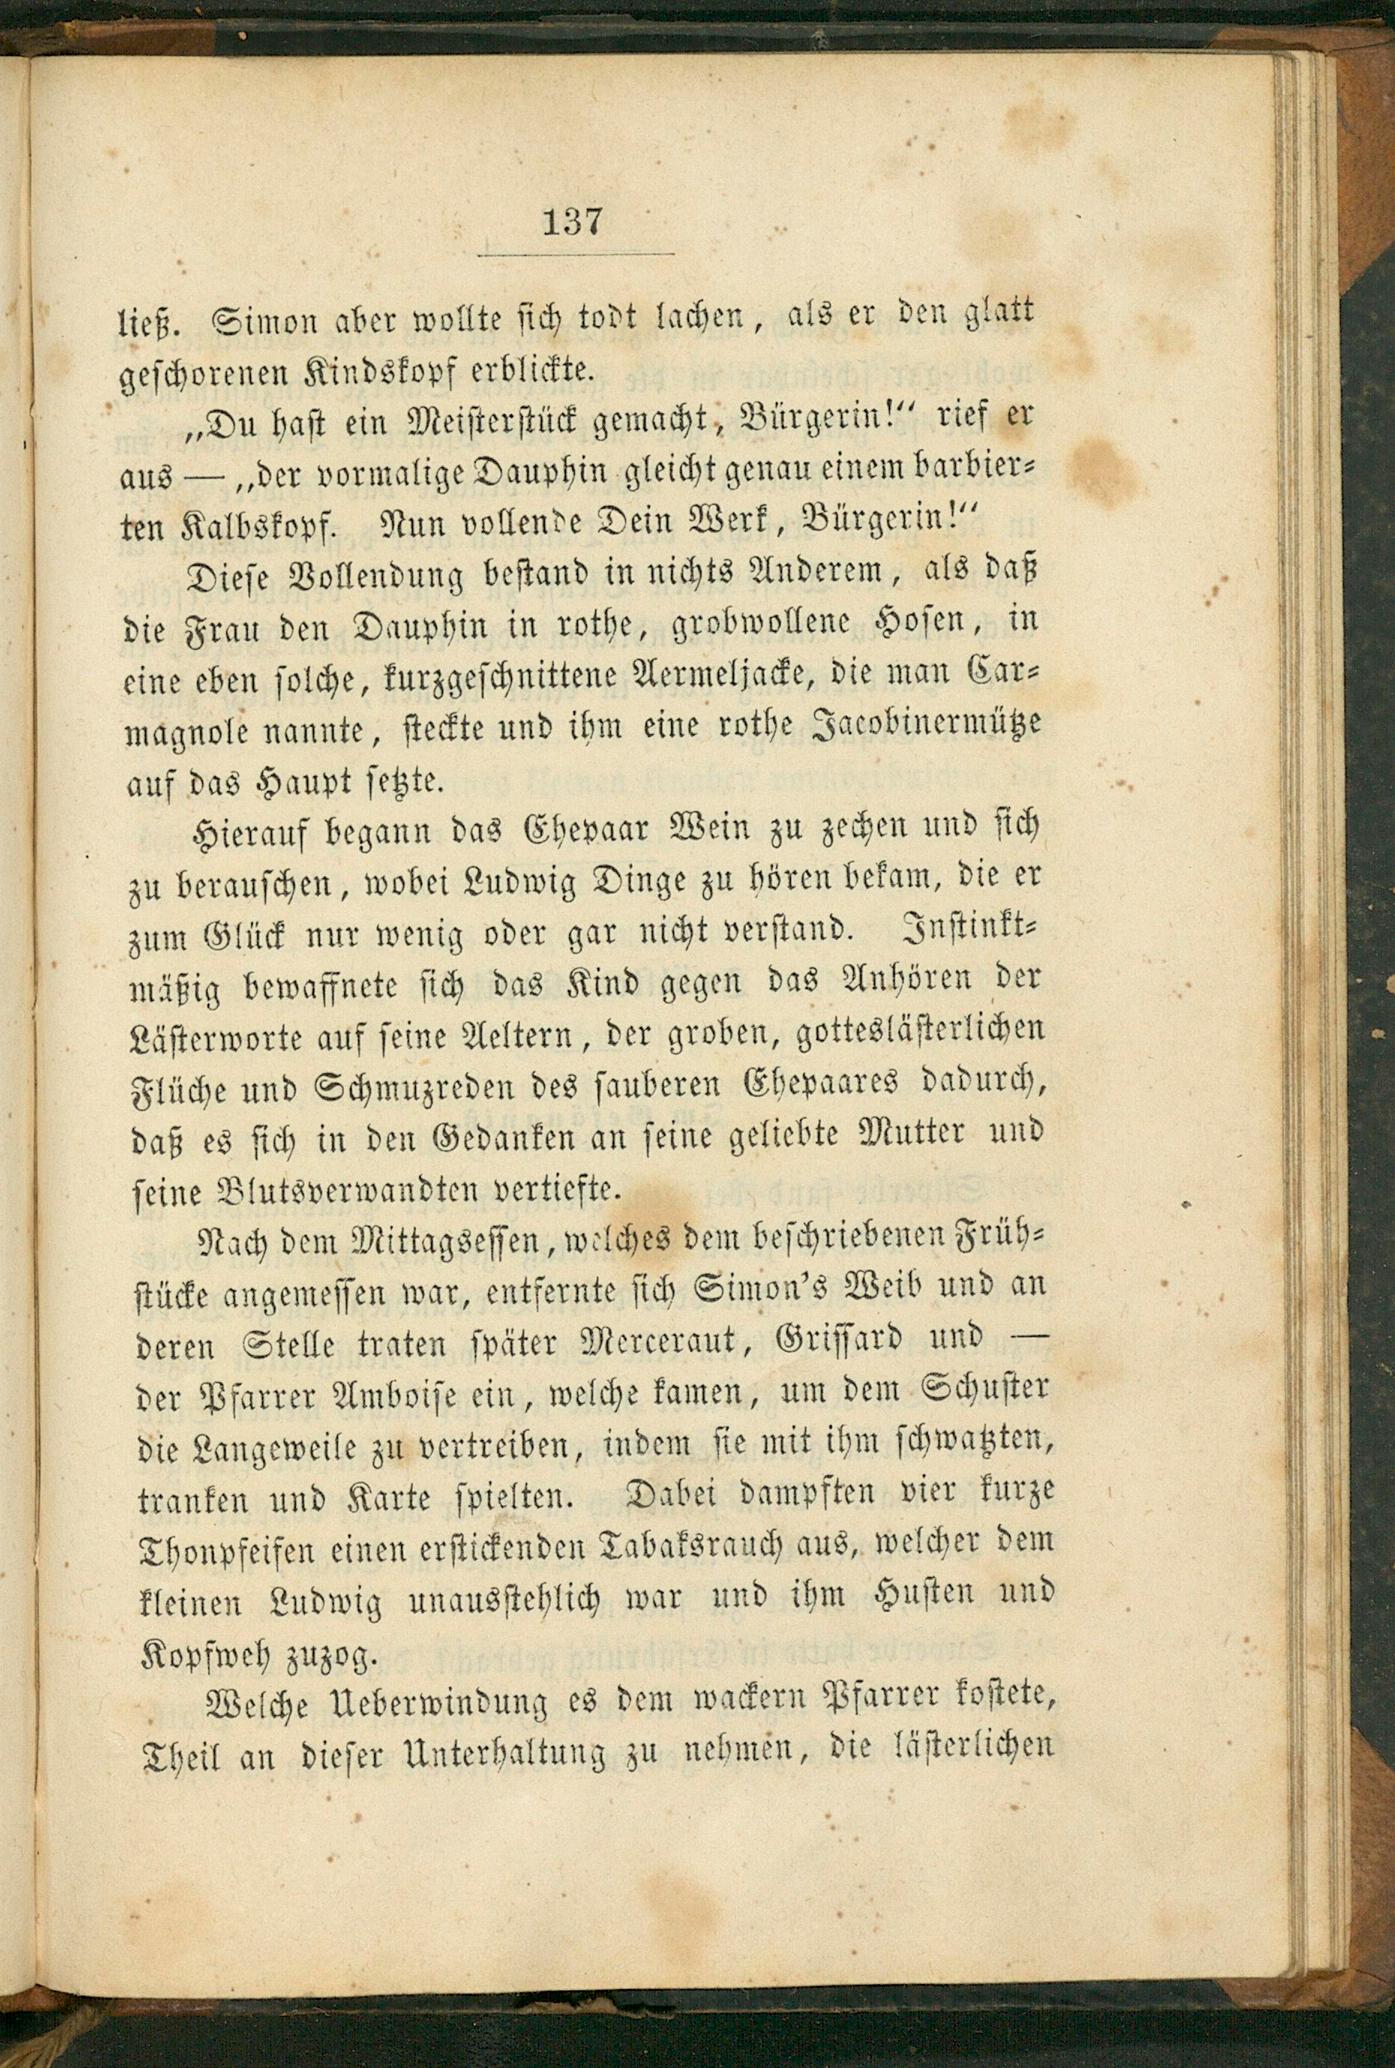 137
ließ. Simon aber wollte sich todt lachen, als er den glatt
geschorenen Kindskopf erblickte.
„Du hast ein Meisterstück gemacht, Bürgerin!“ rief er
aus — „der vormalige Dauphin gleicht genau einem barbier-
ten Kalbskopf. Nun vollende Dein Werk, Bürgerin!“
Diese Vollendung bestand in nichts Anderem, als daß
die Frau den Dauphin in rothe, grobwollene Hosen, in
eine eben solche, kurzgeschnittene Aermeljacke, die man Car-
magnole nannte, steckte und ihm eine rothe Jacobinermütze
auf das Haupt setzte.
Hierauf begann das Ehepaar Wein zu zechen und sich
zu berauschen, wobei Ludwig Dinge zu hören bekam, die er
zum Glück nur wenig oder gar nicht verstand. Instinkt-
mäßig bewaffnete sich das Kind gegen das Anhören der
Lästerworte auf seine Aeltern, der groben, gotteslästerlichen
Flüche und Schmuzreden des sauberen Ehepaares dadurch,
daß es sich in den Gedanken an seine geliebte Mutter und
seine Blutsverwandten vertiefte.
Nach dem Mittagsessen, welches dem beschriebenen Früh-
stücke angemessen war, entfernte sich Simon's Weib und an
deren Stelle traten später Merceraut, Grissard und —
der Pfarrer Amboise ein, welche kamen, um dem Schuster
die Langeweile zu vertreiben, indem sie mit ihm schwatzten,
tranken und Karte spielten. Dabei dampften vier kurze
Thonpfeifen einen erstickenden Tabaksrauch aus, welcher dem
kleinen Ludwig unausstehlich war und ihm Husten und
Kopfweh zuzog.
Welche Ueberwindung es dem wackern Pfarrer kostete,
Theil an dieser Unterhaltung zu nehmen, die lästerlichen